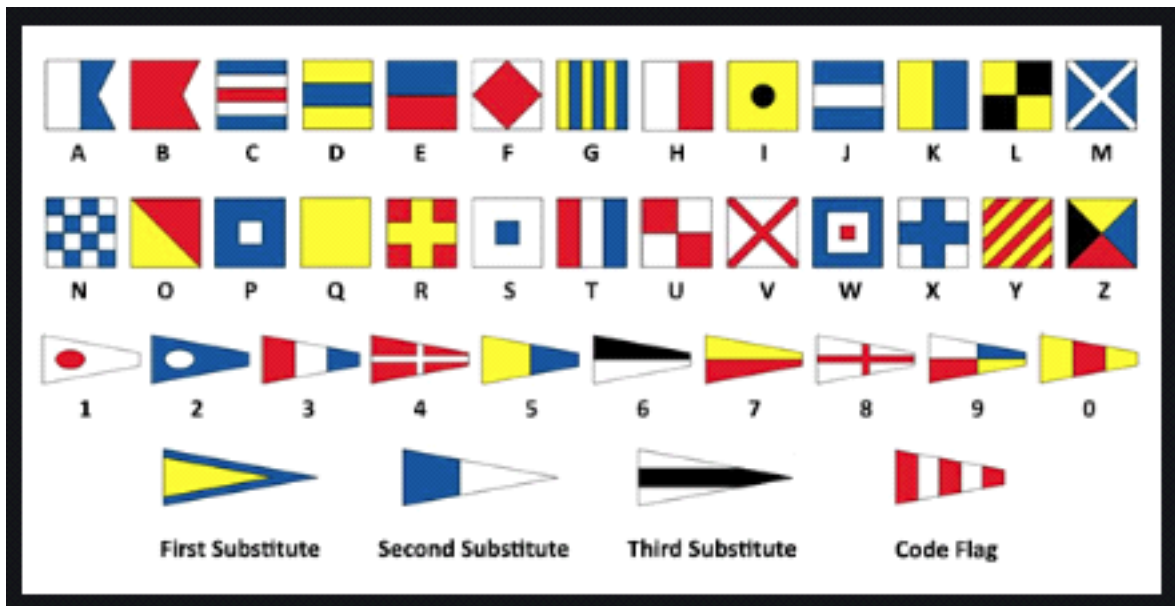 A B C D E F G H I J K L M
N O P Q R S T U V W X Y Z
1 2 3 4 5 6 7 8 9 0
First Substitute Second Substitute Third Substitute Code Flag